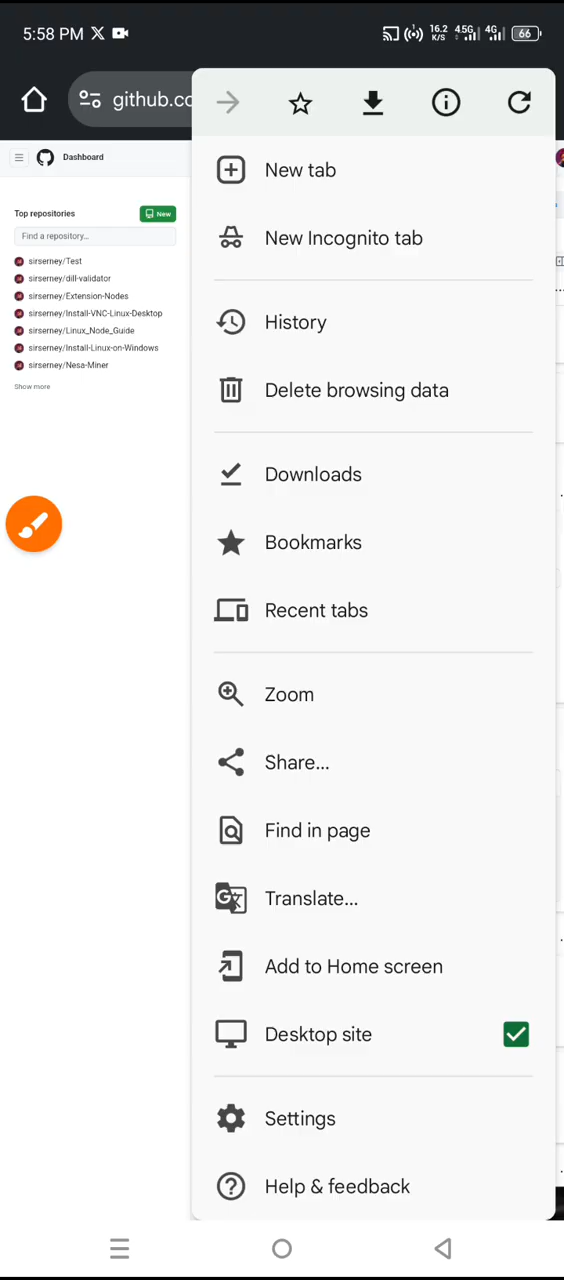 5:58 PM
16.2
K/S
4.5G
4G
66
github.cc
Dashboard
Top repositories
New
Find a repository...
sirserney/Test
sirserney/dill-validator
sirserney/Extension-Nodes
sirserney/Install-VNC-Linux-Desktop
sirserney/Linux_Node_Guide
sirserney/Install-Linux-on-Windows
sirserney/Nesa-Miner
Show more
New tab
New Incognito tab
History
Delete browsing data
Downloads
Bookmarks
Recent tabs
Zoom
Share...
Find in page
Translate...
Add to Home screen
Desktop site
Settings
Help & feedback